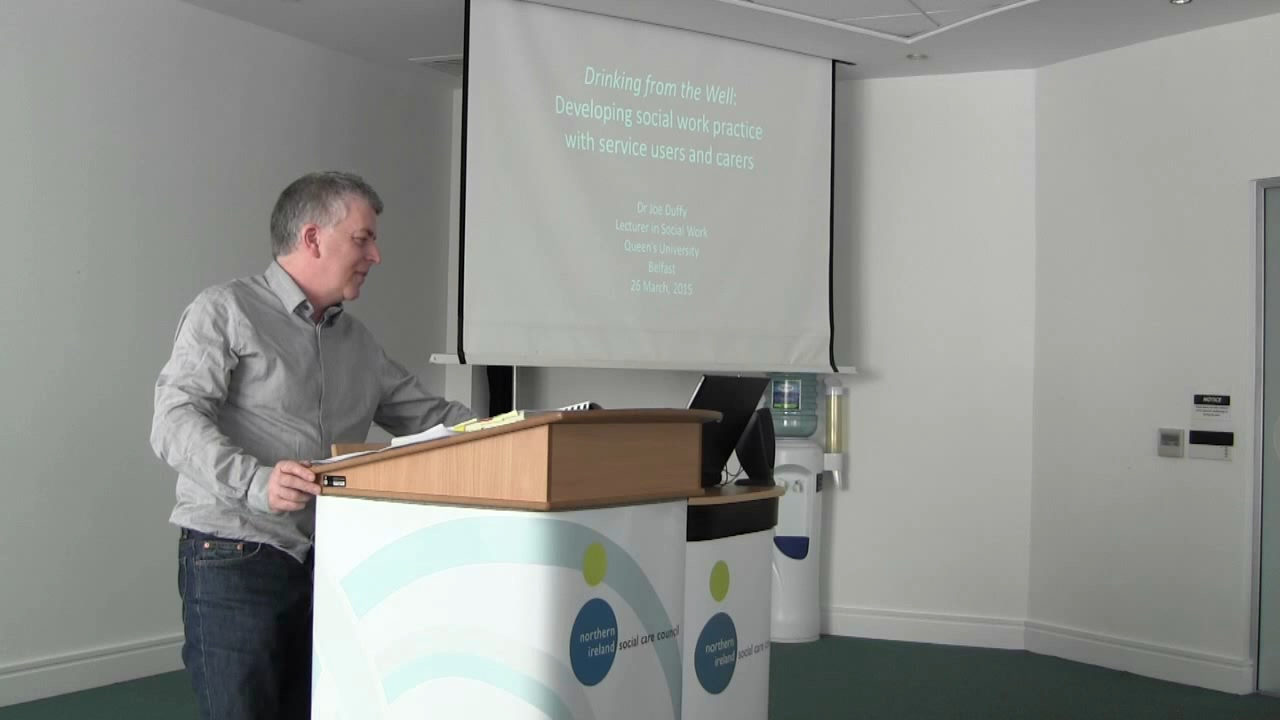 Drinking from the Well:
Developing social work practice
with service users and carers
Dr Joe Duffy
Lecturer in Social Work
Queen's University
Belfast
26 March, 2015
NOTICE
northern
ireland social care council
northern
ireland social care council